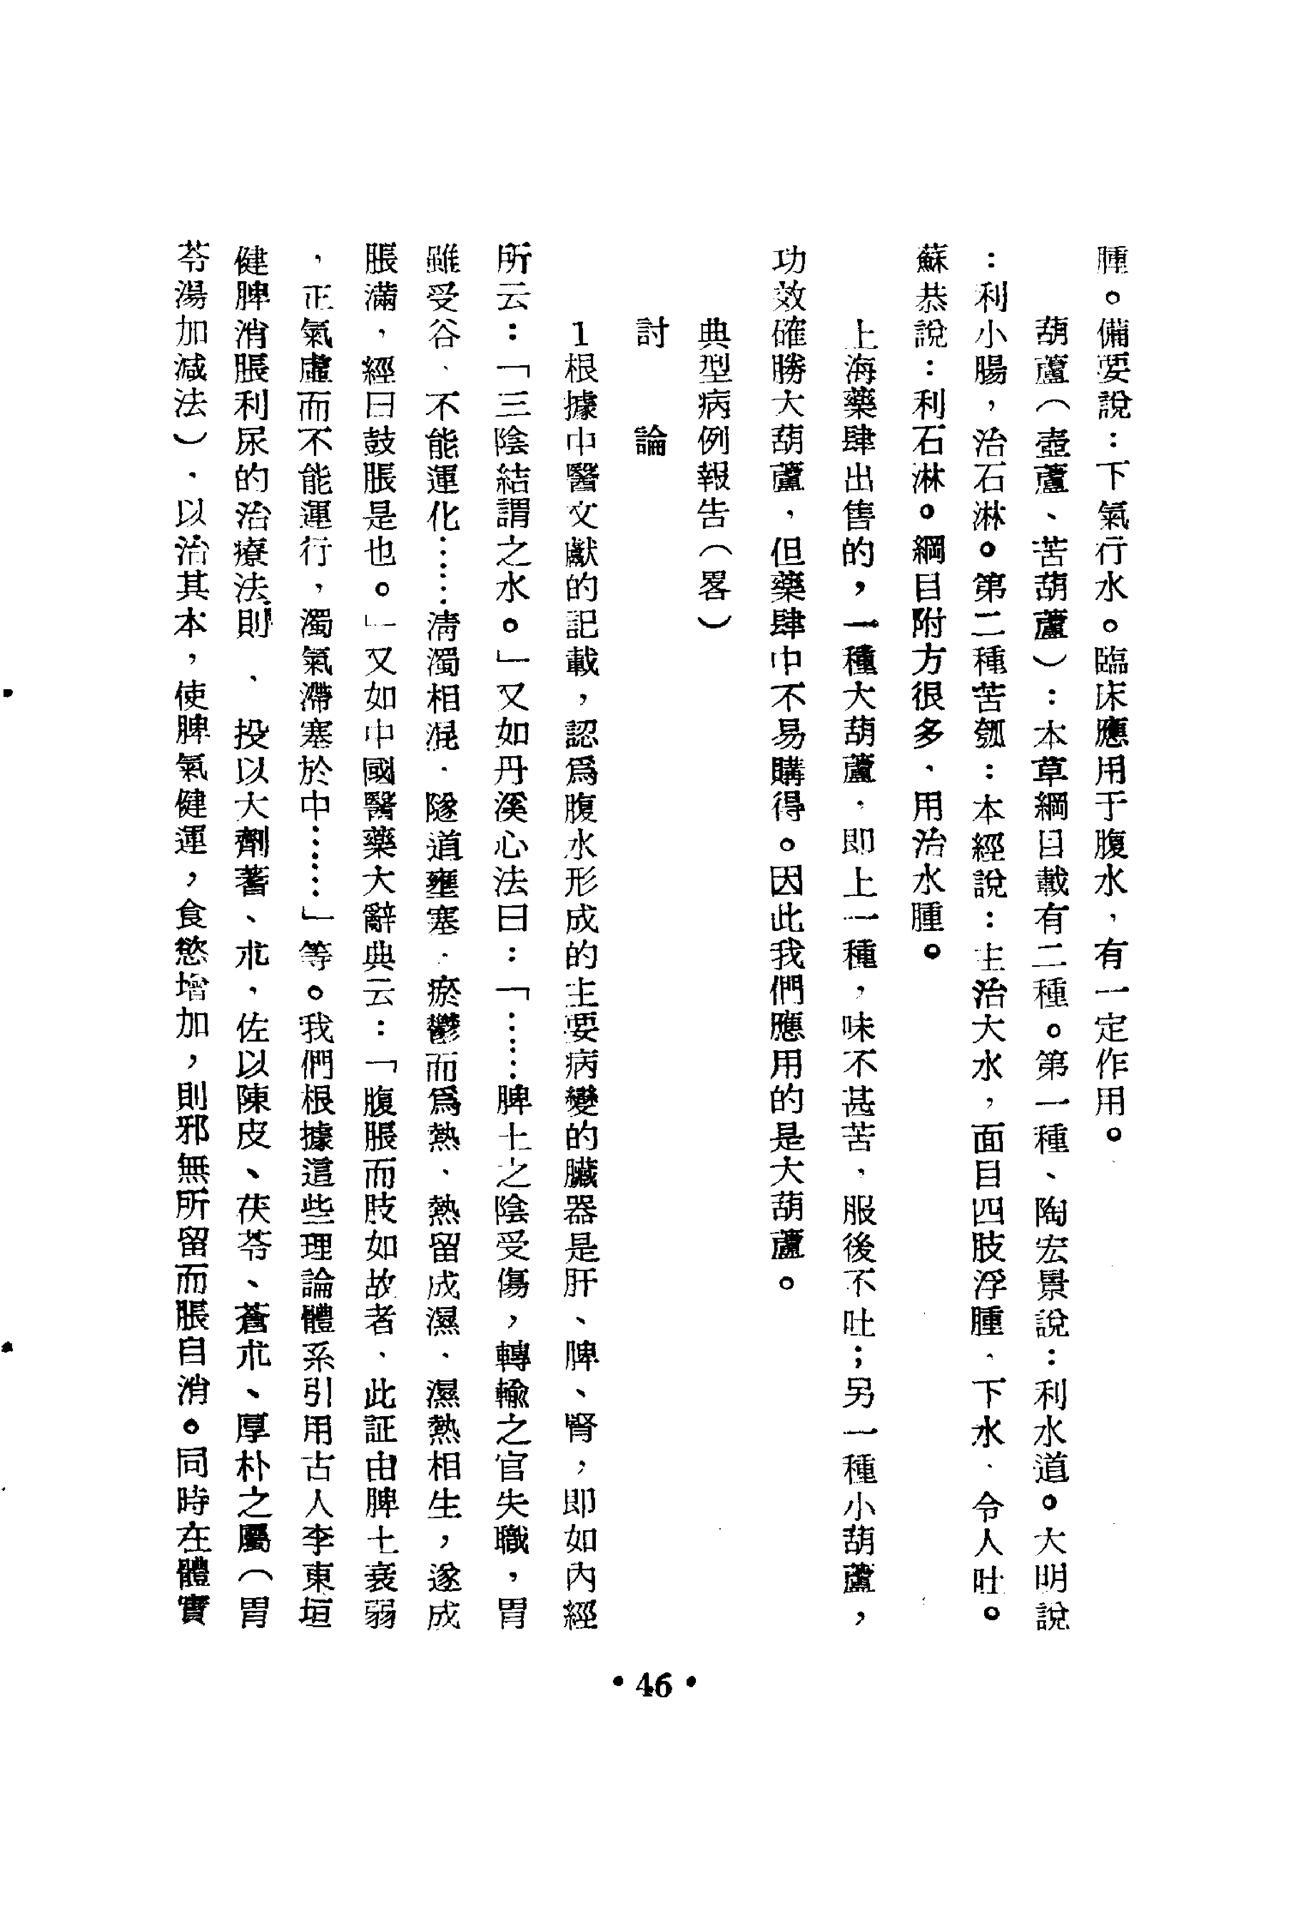 腫。備要說：下氣行水。臨床應用于腹水，有一定作用。
葫蘆（壺蘆、苦葫蘆）：本草綱目載有二種。第一種、陶宏景說：利水道。大明說
：利小腸，治石淋。第二種苦瓠：本經說：主治大水，面目四肢浮腫、下水、令人吐。
蘇恭說：利石淋。綱目附方很多、用治水腫。
上海藥肆出售的，一種大葫蘆，即上一種，味不甚苦，服後不吐；另一種小葫蘆，
功效確勝大葫蘆，但藥肆中不易購得。因此我們應用的是大葫蘆。
典型病例報告（畧）
討　論
1根據中醫文獻的記載，認爲腹水形成的主要病變的臟器是肝、脾、腎，即如內經
所云：「三陰結謂之水。」又如丹溪心法曰：「……脾土之陰受傷，轉輸之官失職，胃
雖受谷、不能運化……清濁相混、隧道壅塞、瘀鬱而爲熱、熱留成濕、濕熱相生，遂成
脹滿，經曰鼓脹是也。」又如中國醫藥大辭典云：「腹脹而肢如故者、此証由脾土衰弱
，正氣虛而不能運行，濁氣滯塞於中……」等。我們根據這些理論體系引用古人李東垣
健脾消脹利尿的治療法則、投以大劑蓍、朮，佐以陳皮、茯苓、蒼朮、厚朴之屬（胃
苓湯加減法）、以治其本，使脾氣健運，食慾增加，則邪無所留而脹自消。同時在體實
• 46 •